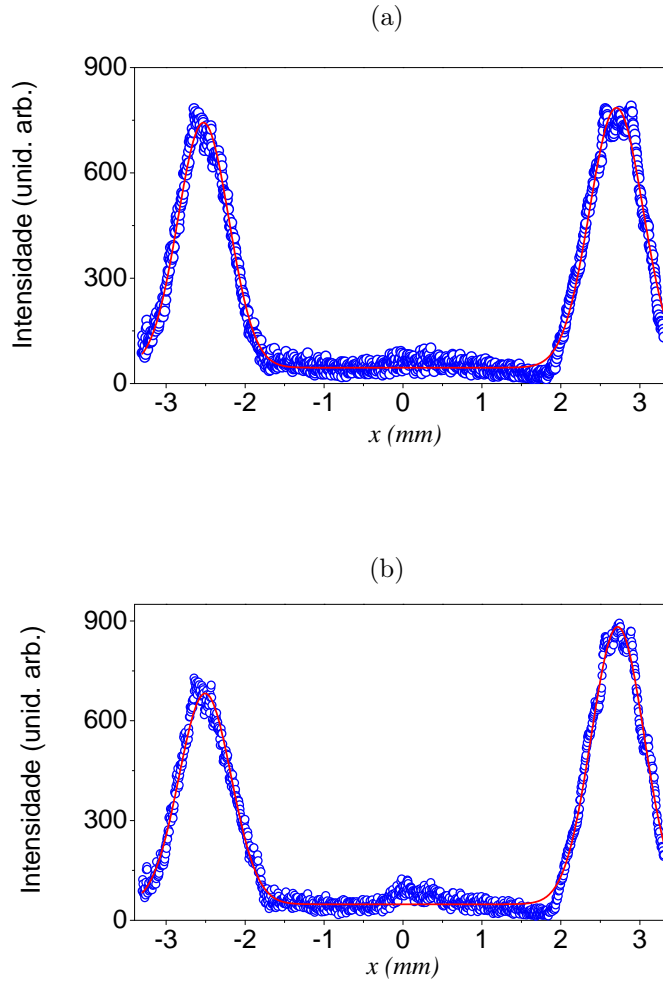 (a)
900
600
300
0
Intensidade (unid. arb.)
-3 -2 -1 0 1 2 3
x (mm)
(b)
900
600
300
0
Intensidade (unid. arb.)
-3 -2 -1 0 1 2 3
x (mm)